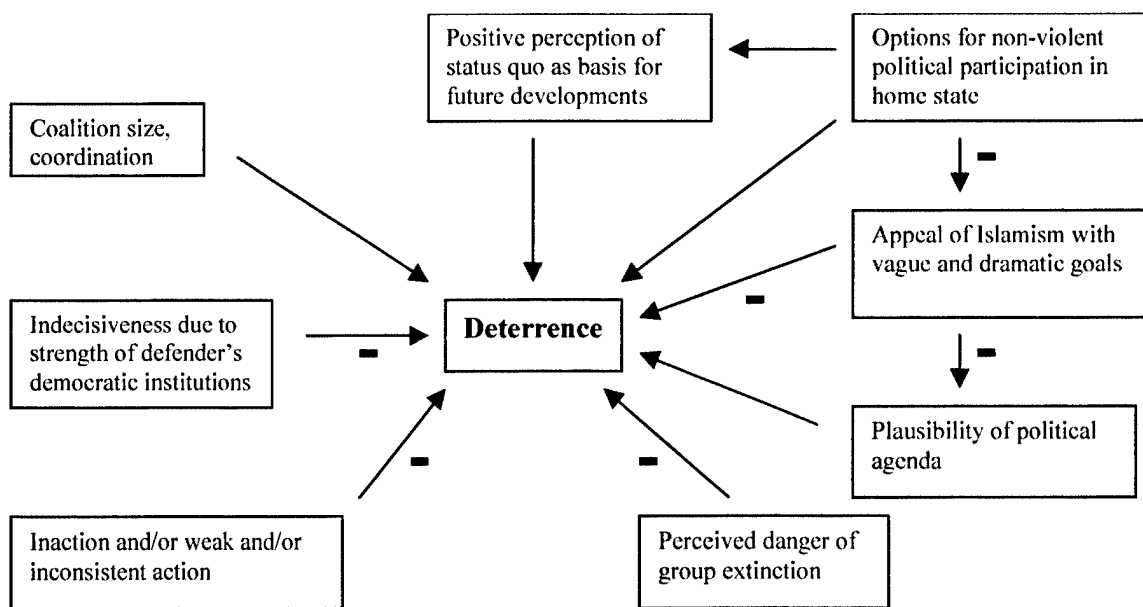 Positive perception of
status quo as basis for
future developments
Options for non-violent
political participation in
home state
Coalition size,
coordination
Appeal of Islamism with
vague and dramatic goals
Indecisiveness due to
strength of defender's
democratic institutions
Deterrence
Plausibility of political
agenda
Inaction and/or weak and/or
inconsistent action
Perceived danger of
group extinction